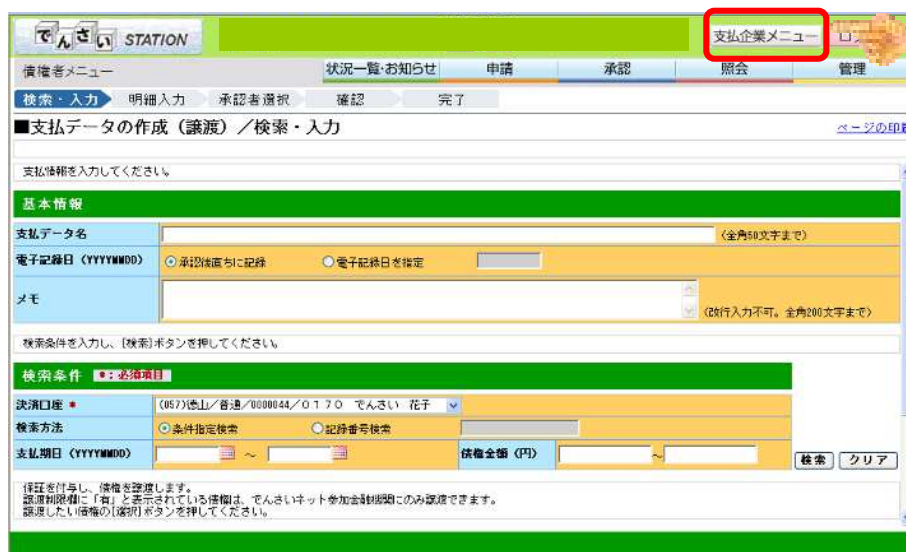 でんさい STATION
支払企業メニュー
債権者メニュー 状況一覧・お知らせ 申請 承認 照会 管理
検索・入力 明細入力 承認者選択 確認 完了
■支払データの作成（譲渡）／検索・入力
ページの印刷
支払情報を入力してください。
基本情報
支払データ名 （全角50文字まで）
電子記録日（YYYYMMDD） 承認後直ちに記録 電子記録日を指定
メモ （改行入力不可。全角200文字まで）
検索条件を入力し、[検索]ボタンを押してください。
検索条件 *：必須項目
決済口座 * (057)徳山／普通／0000044／０１７０ でんさい 花子
検索方法 条件指定検索 記録番号検索
支払期日（YYYYMMDD） ～ 債権金額（円） ～ 検索 クリア
保証を付与し、債権を譲渡します。
譲渡制限欄に「有」と表示されている債権は、でんさいネット参加金融機関にのみ譲渡できます。
譲渡したい債権の[選択]ボタンを押してください。